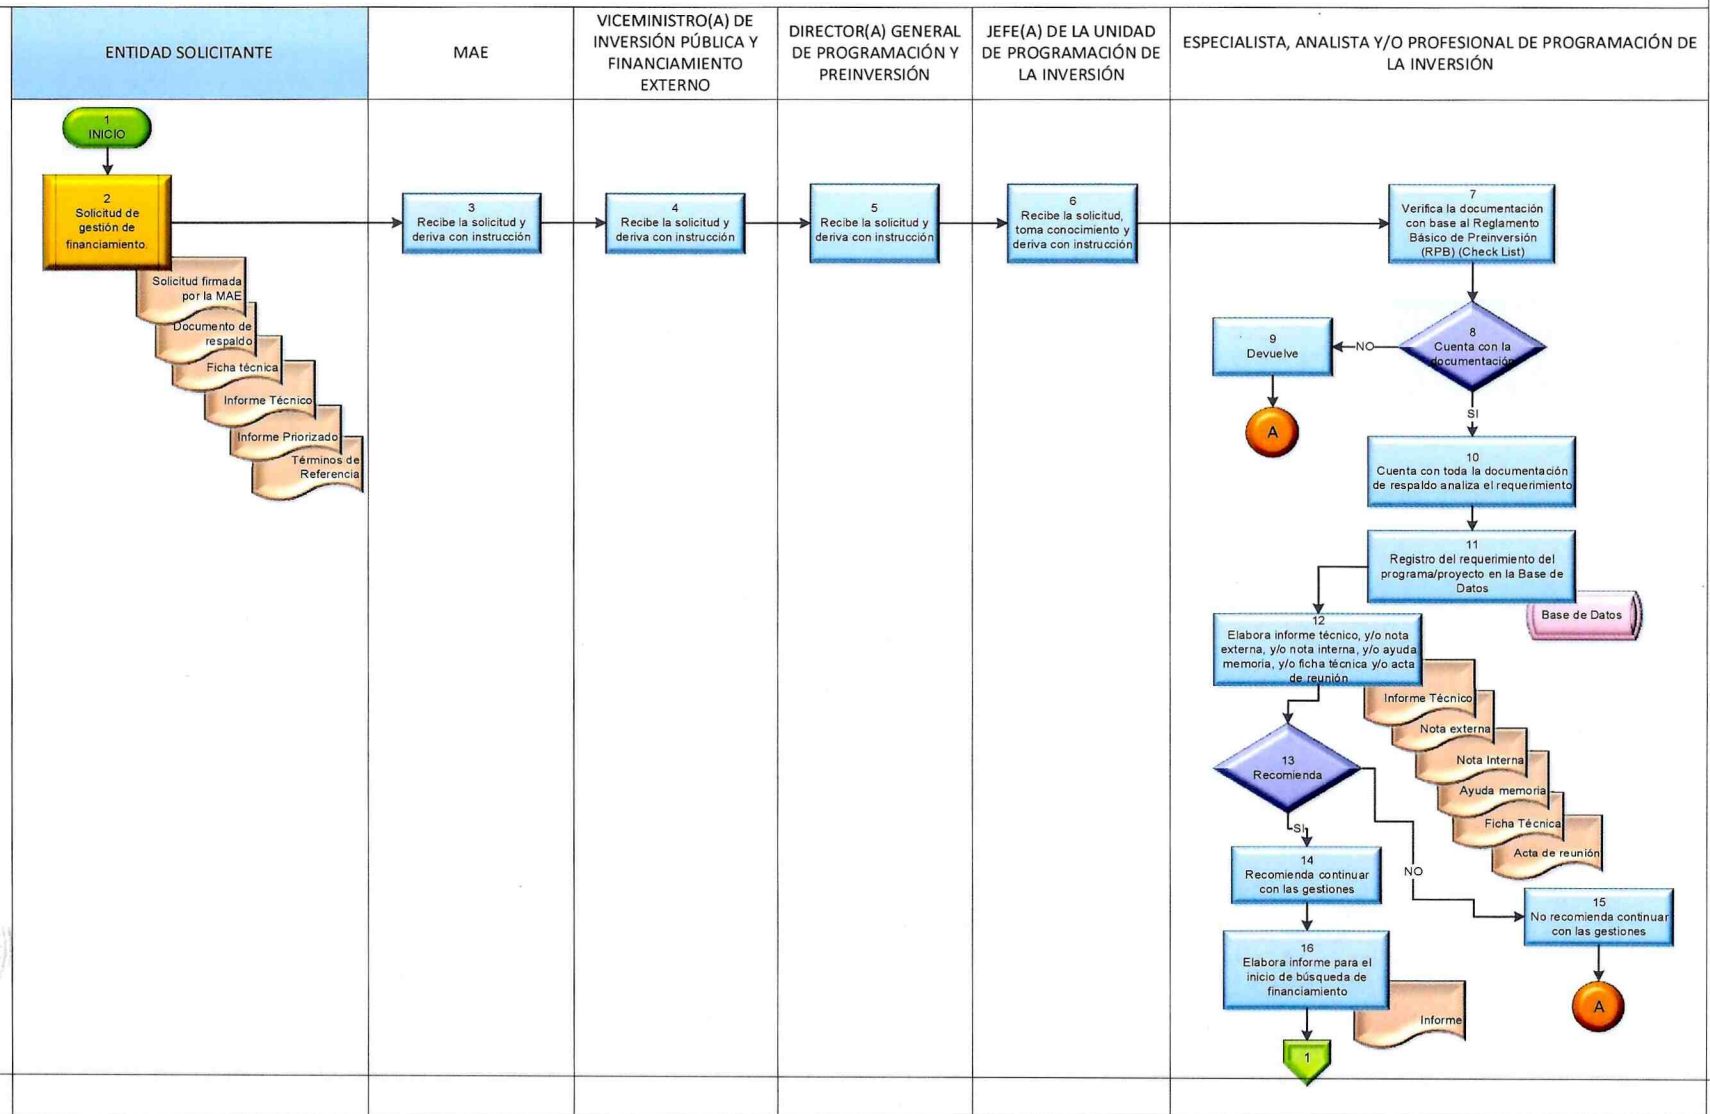 ENTIDAD SOLICITANTE
MAE
VICEMINISTRO(A) DE
INVERSIÓN PÚBLICA Y
FINANCIAMIENTO
EXTERNO
DIRECTOR(A) GENERAL
DE PROGRAMACIÓN Y
PREINVERSIÓN
JEFE(A) DE LA UNIDAD
DE PROGRAMACIÓN DE
LA INVERSIÓN
ESPECIALISTA, ANALISTA Y/O PROFESIONAL DE PROGRAMACIÓN DE
LA INVERSIÓN
1
INICIO
2
Solicitud de
gestión de
financiamiento
Solicitud firmada
por la MAE
Documento de
respaldo
Ficha técnica
Informe Técnico
Informe Priorizado
Términos de
Referencia
3
Recibe la solicitud y
deriva con instrucción
4
Recibe la solicitud y
deriva con instrucción
5
Recibe la solicitud y
deriva con instrucción
6
Recibe la solicitud,
toma conocimiento y
deriva con instrucción
7
Verifica la documentación
con base al Reglamento
Básico de Preinversión
(RPB) (Check List)
8
Cuenta con la
documentación
NO
9
Devuelve
A
SI
10
Cuenta con toda la documentación
de respaldo analiza el requerimiento
11
Registro del requerimiento del
programa/proyecto en la Base de
Datos
Base de Datos
12
Elabora informe técnico, y/o nota
externa, y/o nota interna, y/o ayuda
memoria, y/o ficha técnica y/o acta
de reunión
Informe Técnico
Nota externa
Nota Interna
Ayuda memoria
Ficha Técnica
Acta de reunión
13
Recomienda
SI
NO
14
Recomienda continuar
con las gestiones
15
No recomienda continuar
con las gestiones
A
16
Elabora informe para el
inicio de búsqueda de
financiamiento
Informe
1